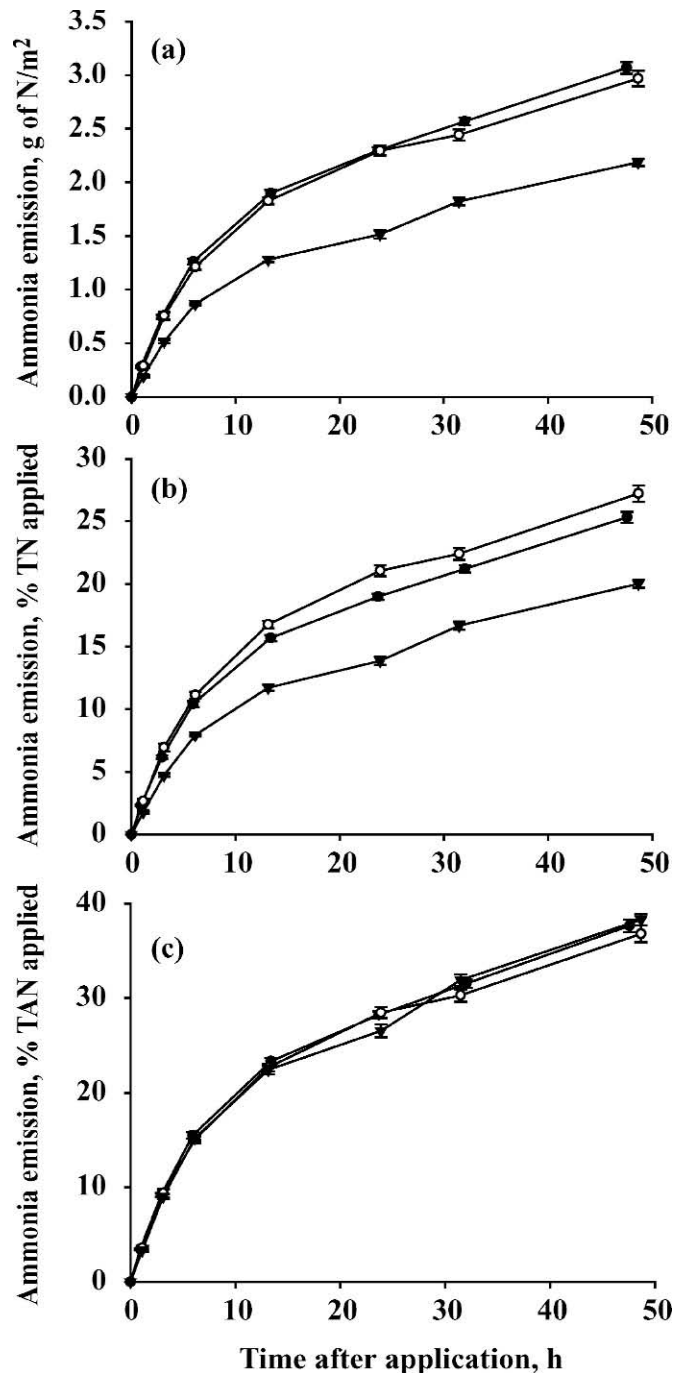 (a)
Ammonia emission, g of N/m²
3.5
3.0
2.5
2.0
1.5
1.0
0.5
0.0
0 10 20 30 40 50
(b)
Ammonia emission, % TN applied
30
25
20
15
10
5
0
0 10 20 30 40 50
(c)
Ammonia emission, % TAN applied
40
30
20
10
0
0 10 20 30 40 50
Time after application, h